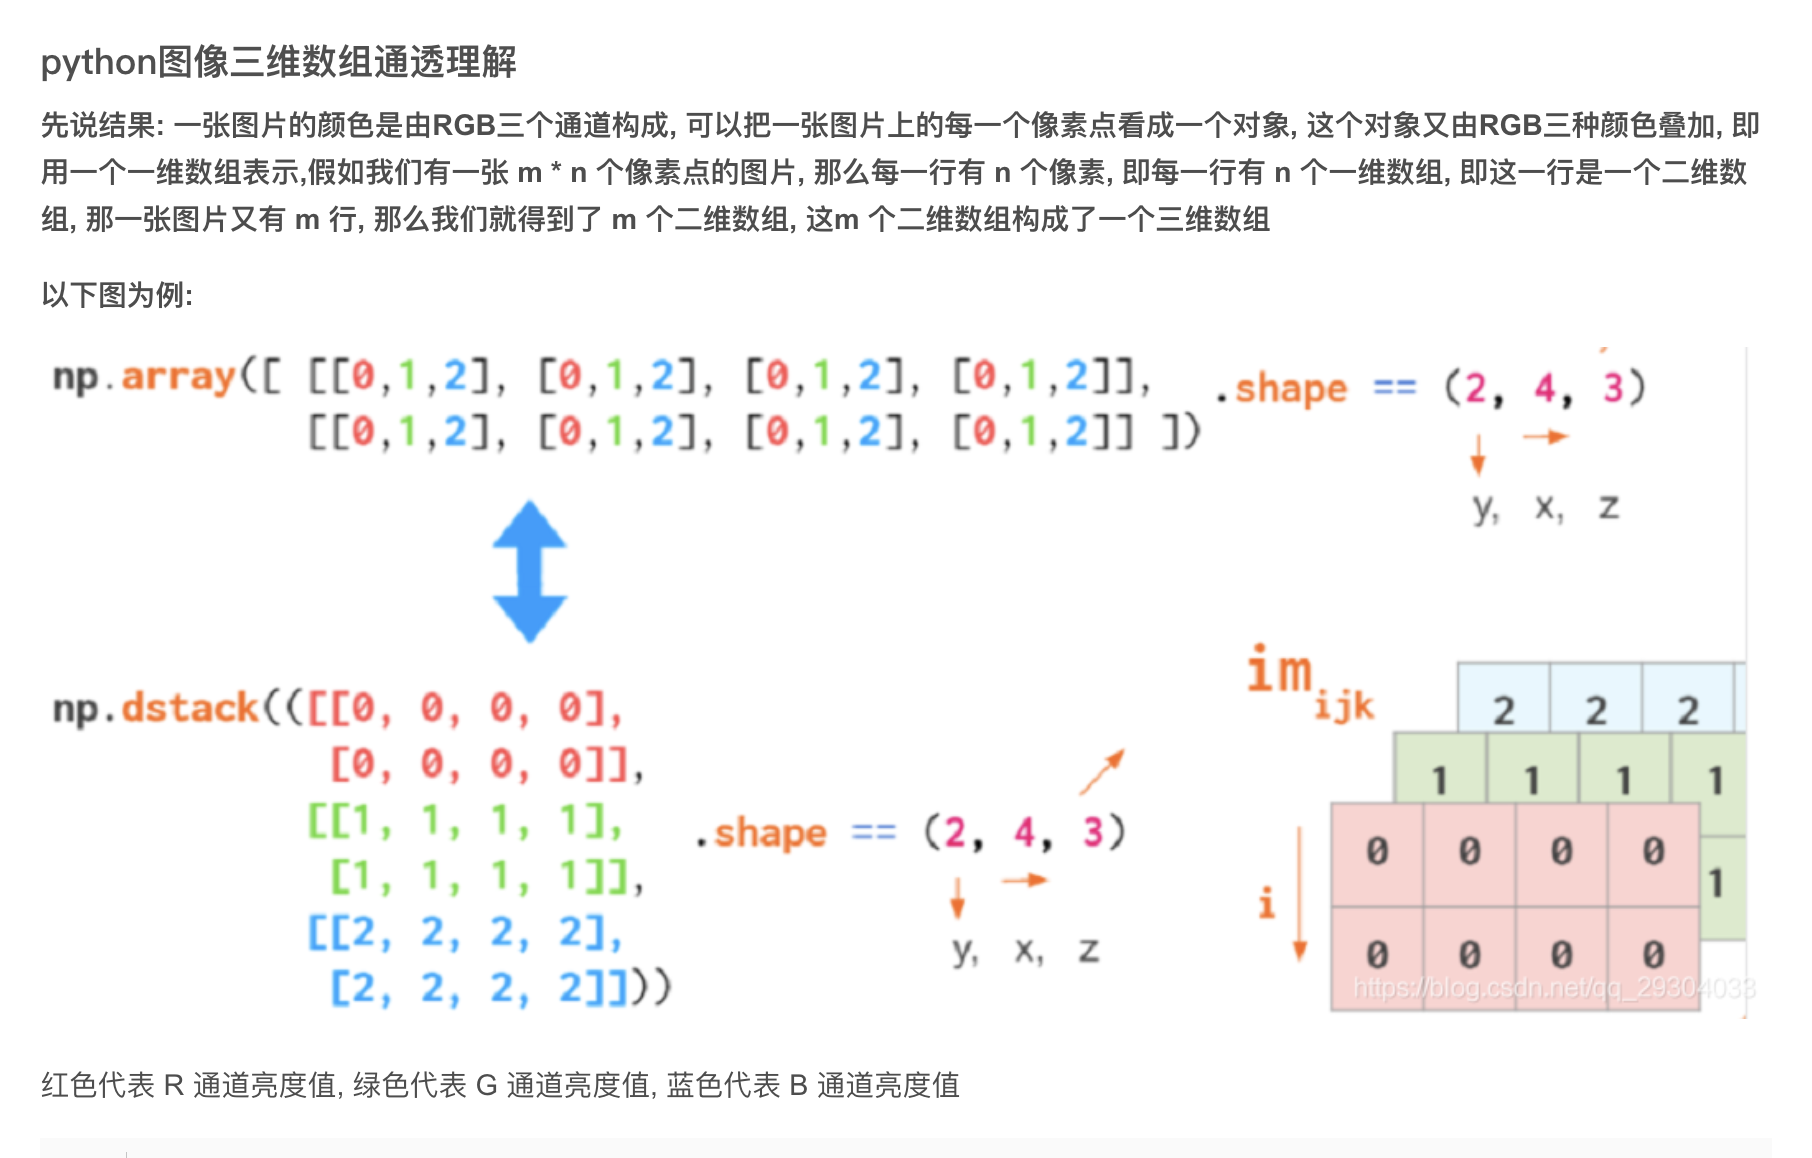 python图像三维数组通透理解
先说结果: 一张图片的颜色是由RGB三个通道构成, 可以把一张图片上的每一个像素点看成一个对象, 这个对象又由RGB三种颜色叠加, 即
用一个一维数组表示,假如我们有一张 m * n 个像素点的图片, 那么每一行有 n 个像素, 即每一行有 n 个一维数组, 即这一行是一个二维数
组, 那一张图片又有 m 行, 那么我们就得到了 m 个二维数组, 这m 个二维数组构成了一个三维数组
以下图为例:
np.array([ [[0,1,2], [0,1,2], [0,1,2], [0,1,2]],
[[0,1,2], [0,1,2], [0,1,2], [0,1,2]] ])
.shape == (2, 4, 3)
y, x, z
np.dstack(([[0, 0, 0, 0],
[0, 0, 0, 0]],
[[1, 1, 1, 1],
[1, 1, 1, 1]],
[[2, 2, 2, 2],
[2, 2, 2, 2]]))
.shape == (2, 4, 3)
y, x, z
im
ijk
2 2 2
1 1 1 1
0 0 0 0
1
i
0 0 0 0
https://blog.csdn.net/qq_29304033
红色代表 R 通道亮度值, 绿色代表 G 通道亮度值, 蓝色代表 B 通道亮度值